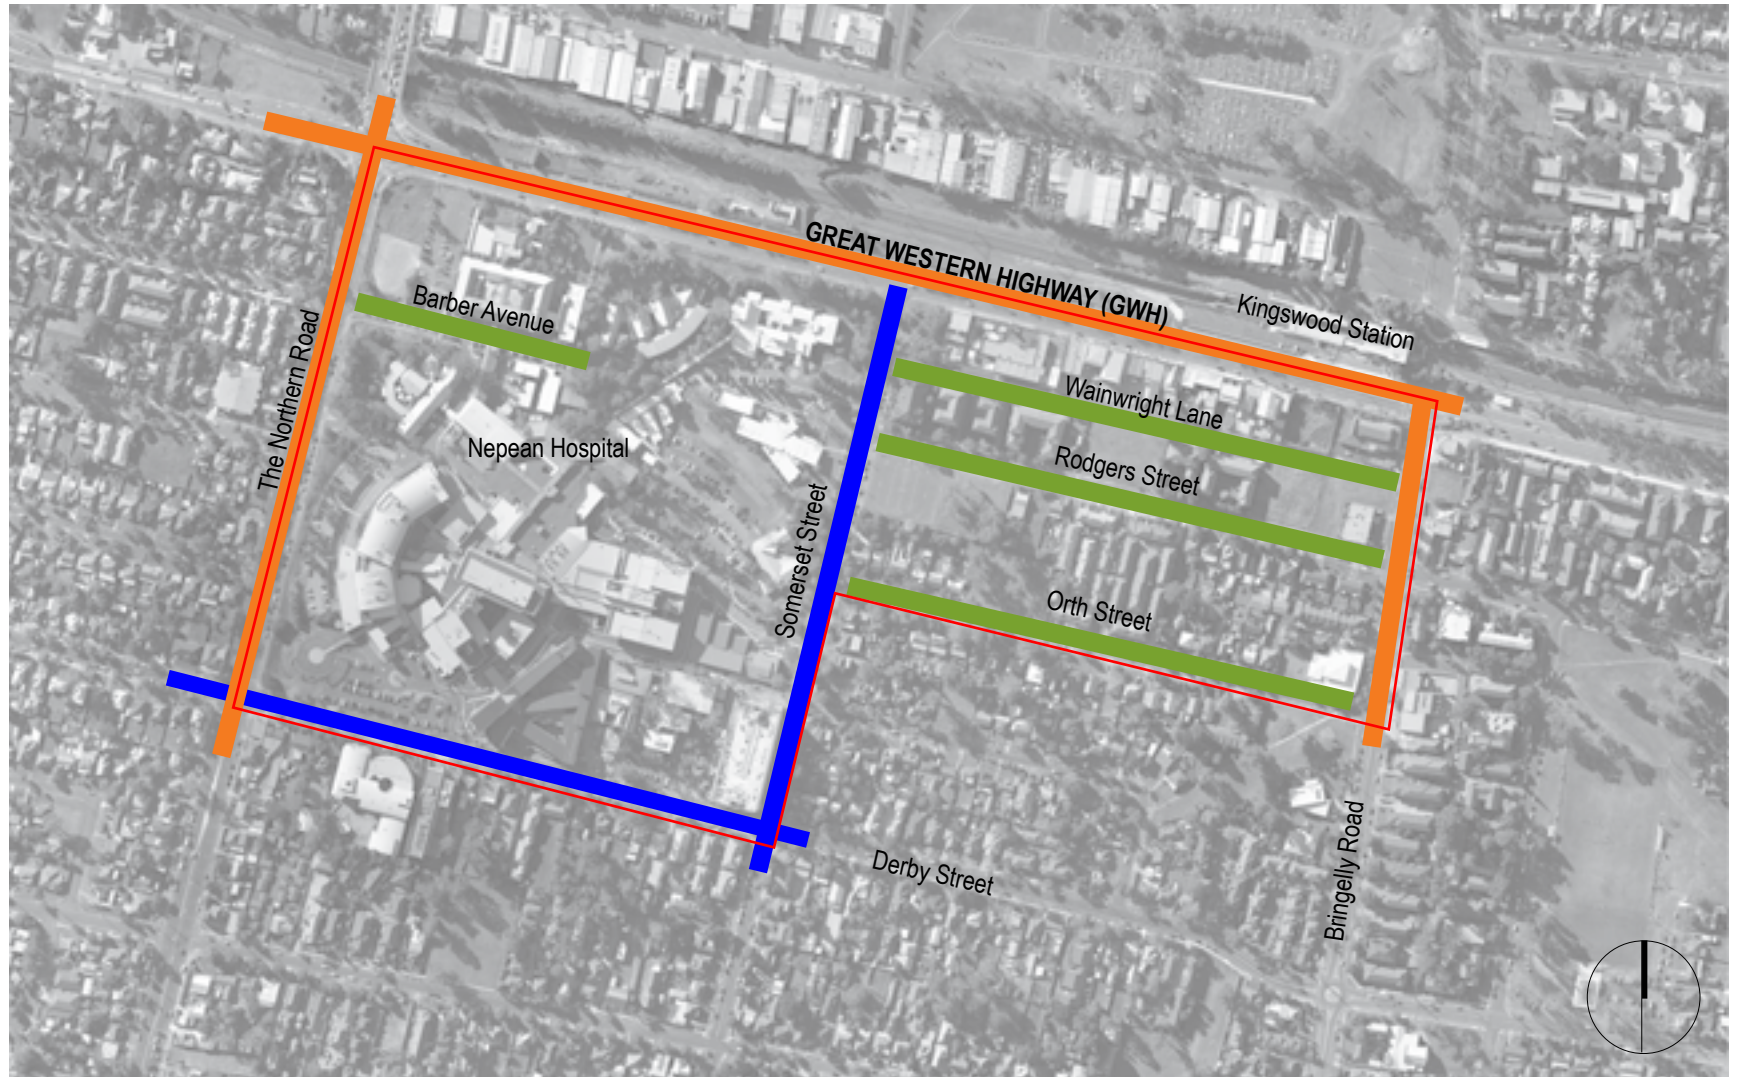 GREAT WESTERN HIGHWAY (GWH)
Kingswood Station
Barber Avenue
The Northern Road
Wainwright Lane
Nepean Hospital
Rodgers Street
Somerset Street
Orth Street
Derby Street
Bringelly Road